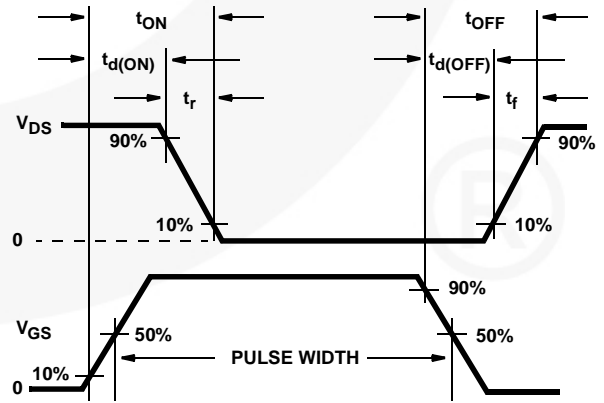 tON tOFF
td(ON) td(OFF)
tr tf
VDS
90% 90%
10% 10%
0
90%
VGS
50% 50%
PULSE WIDTH
10%
0
®